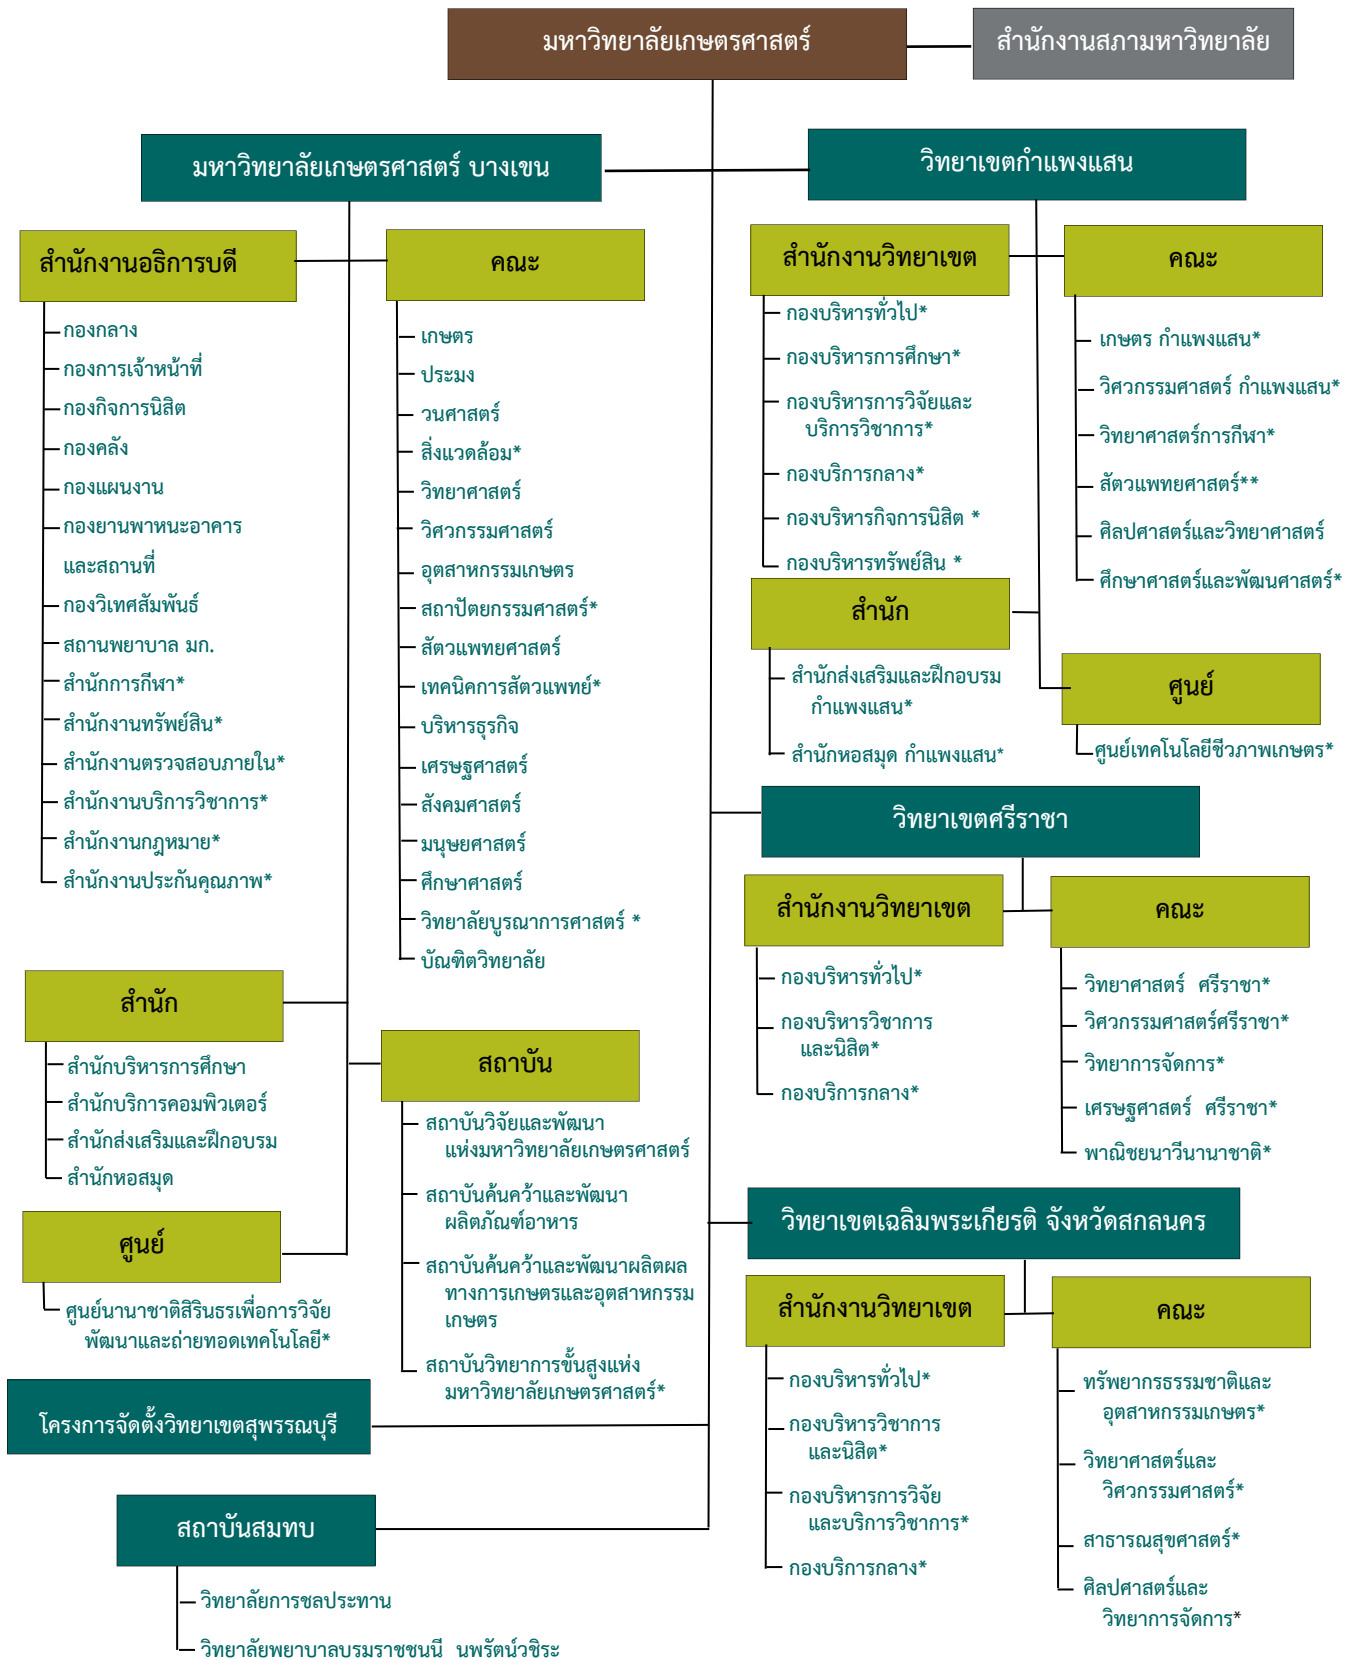 มหาวิทยาลัยเกษตรศาสตร์
สำนักงานสภามหาวิทยาลัย
มหาวิทยาลัยเกษตรศาสตร์ บางเขน
สำนักงานอธิการบดี
กองกลาง
กองการเจ้าหน้าที่
กองกิจการนิสิต
กองคลัง
กองแผนงาน
กองยานพาหนะอาคาร
และสถานที่
กองวิเทศสัมพันธ์
สถานพยาบาล มก.
สำนักการกีฬา*
สำนักงานทรัพย์สิน*
สำนักงานตรวจสอบภายใน*
สำนักงานบริการวิชาการ*
สำนักงานกฎหมาย*
สำนักงานประกันคุณภาพ*
คณะ
เกษตร
ประมง
วนศาสตร์
สิ่งแวดล้อม*
วิทยาศาสตร์
วิศวกรรมศาสตร์
อุตสาหกรรมเกษตร
สถาปัตยกรรมศาสตร์*
สัตวแพทยศาสตร์
เทคนิคการสัตวแพทย์*
บริหารธุรกิจ
เศรษฐศาสตร์
สังคมศาสตร์
มนุษยศาสตร์
ศึกษาศาสตร์
วิทยาลัยบูรณาการศาสตร์ *
บัณฑิตวิทยาลัย
สำนัก
สำนักบริหารการศึกษา
สำนักบริการคอมพิวเตอร์
สำนักส่งเสริมและฝึกอบรม
สำนักหอสมุด
สถาบัน
สถาบันวิจัยและพัฒนา
แห่งมหาวิทยาลัยเกษตรศาสตร์
สถาบันค้นคว้าและพัฒนา
ผลิตภัณฑ์อาหาร
สถาบันค้นคว้าและพัฒนาผลิตผล
ทางการเกษตรและอุตสาหกรรม
เกษตร
สถาบันวิทยาการขั้นสูงแห่ง
มหาวิทยาลัยเกษตรศาสตร์*
ศูนย์
ศูนย์นานาชาติสิรินธรเพื่อการวิจัย
พัฒนาและถ่ายทอดเทคโนโลยี*
วิทยาเขตกำแพงแสน
สำนักงานวิทยาเขต
กองบริหารทั่วไป*
กองบริหารการศึกษา*
กองบริหารการวิจัยและ
บริการวิชาการ*
กองบริการกลาง*
กองบริหารกิจการนิสิต *
กองบริหารทรัพย์สิน *
คณะ
เกษตร กำแพงแสน*
วิศวกรรมศาสตร์ กำแพงแสน*
วิทยาศาสตร์การกีฬา*
สัตวแพทยศาสตร์**
ศิลปศาสตร์และวิทยาศาสตร์
ศึกษาศาสตร์และพัฒนศาสตร์*
สำนัก
สำนักส่งเสริมและฝึกอบรม
กำแพงแสน*
สำนักหอสมุด กำแพงแสน*
ศูนย์
ศูนย์เทคโนโลยีชีวภาพเกษตร*
วิทยาเขตศรีราชา
สำนักงานวิทยาเขต
กองบริหารทั่วไป*
กองบริหารวิชาการ
และนิสิต*
กองบริการกลาง*
คณะ
วิทยาศาสตร์ ศรีราชา*
วิศวกรรมศาสตร์ศรีราชา*
วิทยาการจัดการ*
เศรษฐศาสตร์ ศรีราชา*
พาณิชยนาวีนานาชาติ*
วิทยาเขตเฉลิมพระเกียรติ จังหวัดสกลนคร
สำนักงานวิทยาเขต
กองบริหารทั่วไป*
กองบริหารวิชาการ
และนิสิต*
กองบริหารการวิจัย
และบริการวิชาการ*
กองบริการกลาง*
คณะ
ทรัพยากรธรรมชาติและ
อุตสาหกรรมเกษตร*
วิทยาศาสตร์และ
วิศวกรรมศาสตร์*
สาธารณสุขศาสตร์*
ศิลปศาสตร์และ
วิทยาการจัดการ*
โครงการจัดตั้งวิทยาเขตสุพรรณบุรี
สถาบันสมทบ
วิทยาลัยการชลประทาน
วิทยาลัยพยาบาลบรมราชชนนี นพรัตน์วชิระ